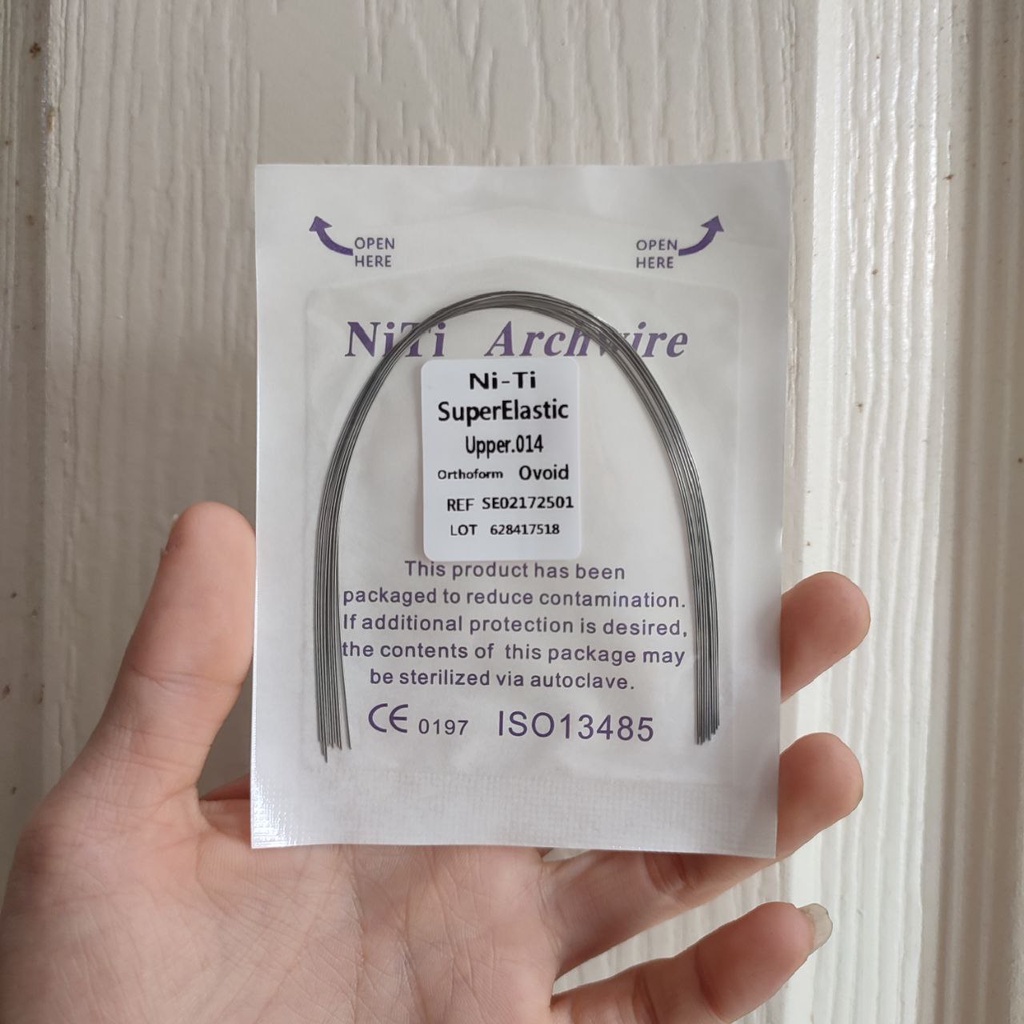 OPEN HERE
OPEN HERE
NiTi Archwire
Ni-Ti
SuperElastic
Upper.014
Orthoform Ovoid
REF SE02172501
LOT 628417518
This product has been
packaged to reduce contamination.
If additional protection is desired,
the contents of this package may
be sterilized via autoclave.
CE 0197 ISO13485